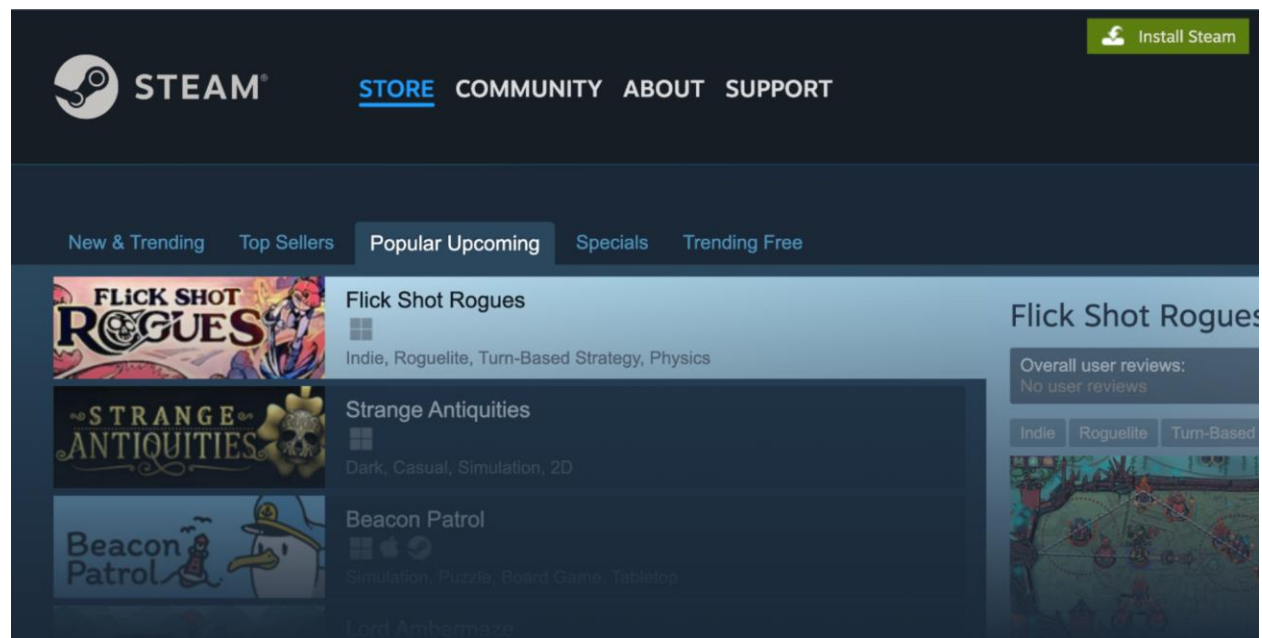 Install Steam
STEAM®
STORE COMMUNITY ABOUT SUPPORT
New & Trending Top Sellers Popular Upcoming Specials Trending Free
FLiCK SHOT
ROGUES
Flick Shot Rogues
Indie, Roguelite, Turn-Based Strategy, Physics
STRANGE
ANTIQUITIES
Strange Antiquities
Dark, Casual, Simulation, 2D
Beacon
Patrol
Beacon Patrol
Simulation, Puzzle, Board Game, Tabletop
Lord Ambermaze
Flick Shot Rogues
Overall user reviews:
No user reviews
Indie Roguelite Turn-Based